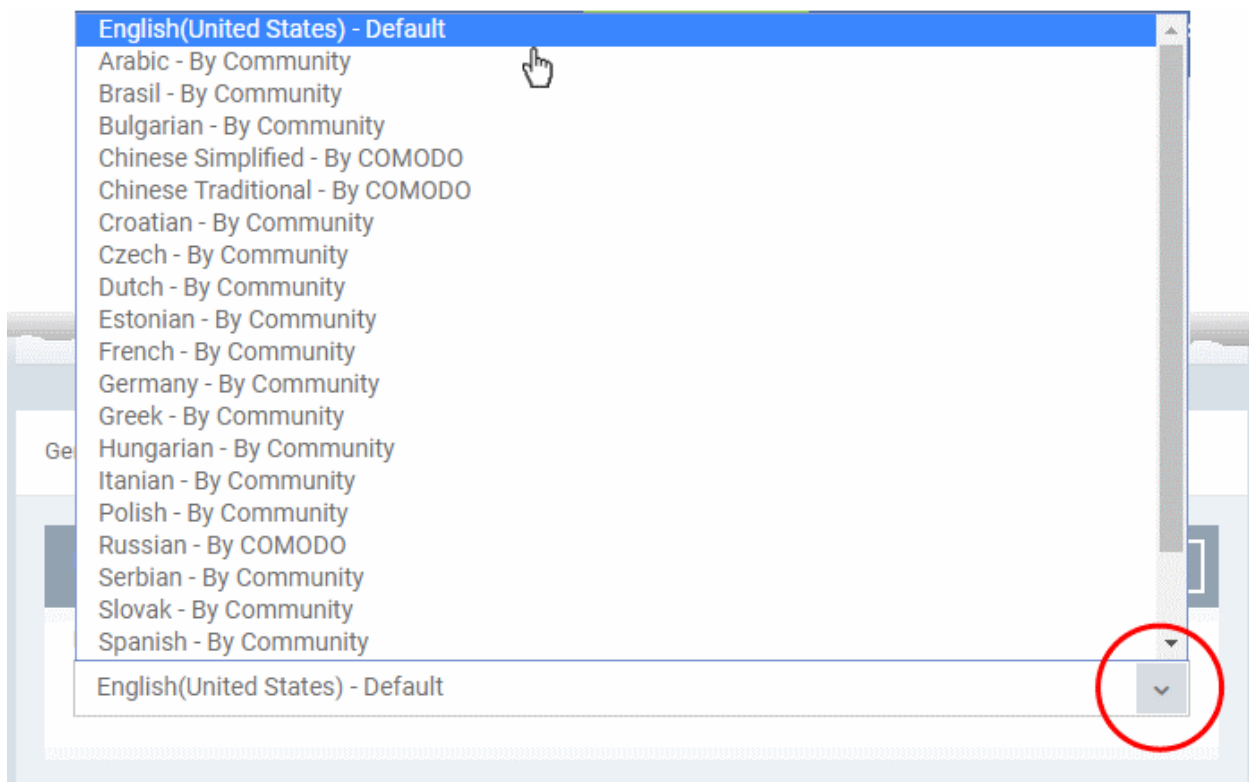 English(United States) - Default
Arabic - By Community
Brasil - By Community
Bulgarian - By Community
Chinese Simplified - By COMODO
Chinese Traditional - By COMODO
Croatian - By Community
Czech - By Community
Dutch - By Community
Estonian - By Community
French - By Community
Germany - By Community
Greek - By Community
Ge
Hungarian - By Community
Itanian - By Community
Polish - By Community
Russian - By COMODO
Serbian - By Community
Slovak - By Community
Spanish - By Community
English(United States) - Default